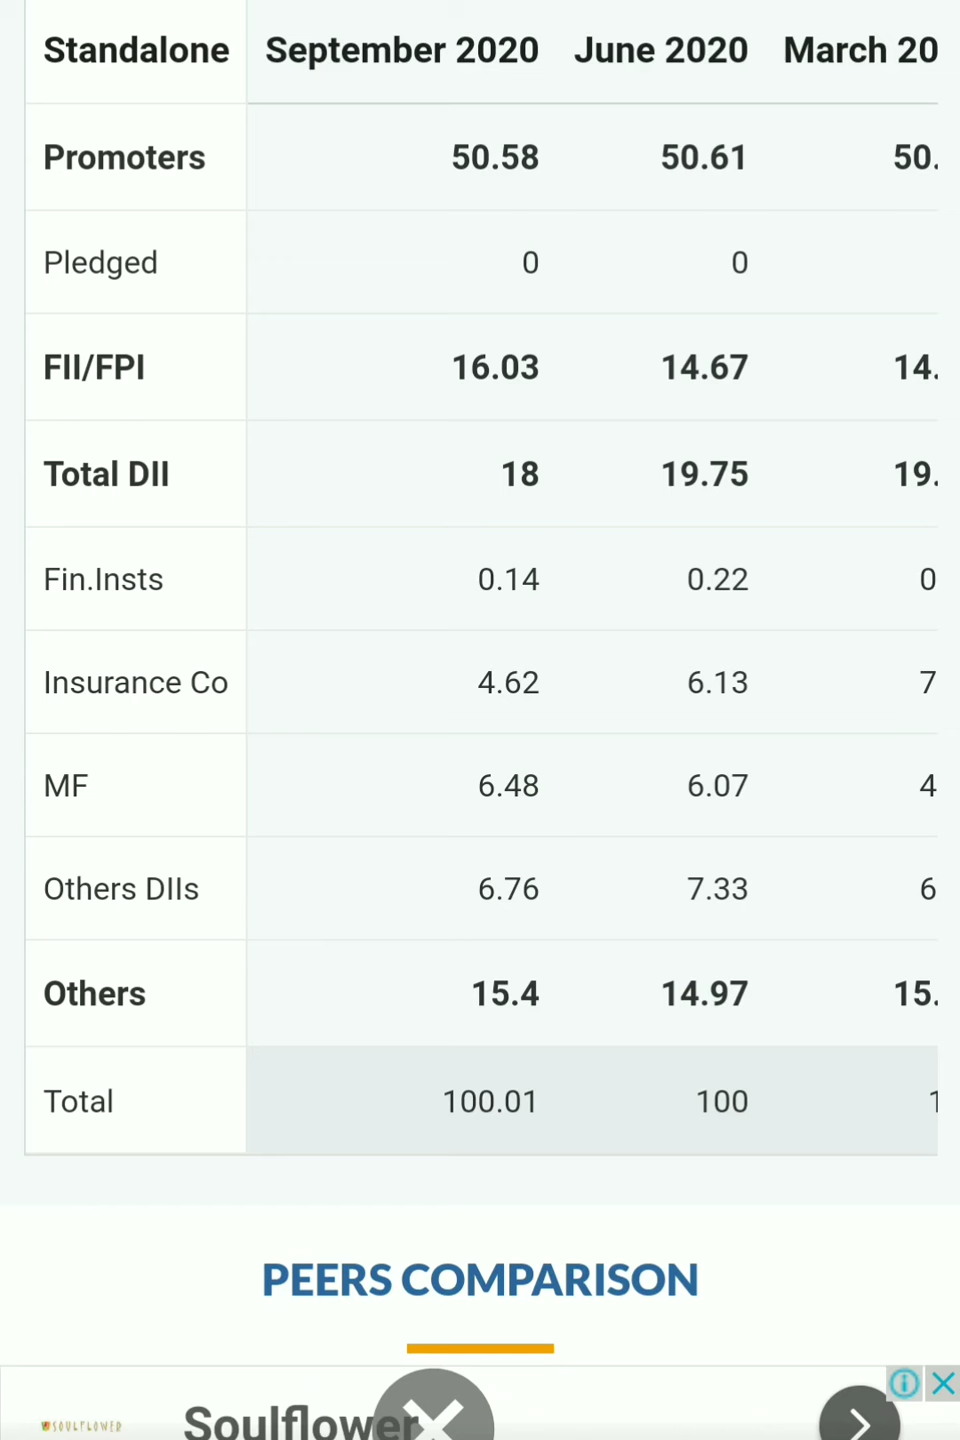 Standalone September 2020 June 2020 March 20
Promoters 50.58 50.61 50.
Pledged 0 0
FII/FPI 16.03 14.67 14.
Total DII 18 19.75 19.
Fin.Insts 0.14 0.22 0
Insurance Co 4.62 6.13 7
MF 6.48 6.07 4
Others DIIs 6.76 7.33 6
Others 15.4 14.97 15.
Total 100.01 100 1
PEERS COMPARISON
SOULFLOWER Soulflower